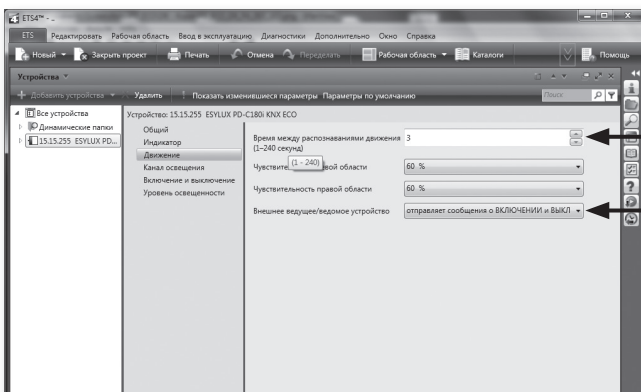 ETS4™ - ..
ETS Редактировать Рабочая область Ввод в эксплуатацию Диагностики Дополнительно Окно Справка
Новый Закрыть проект Печать Отмена Переделать Рабочая область Каталоги Помощь
Устройства
Добавить устройства Удалить Показать изменившиеся параметры Параметры по умолчанию Поиск
Все устройства
Динамические папки
15.15.255 ESYLUX PD...
Устройство: 15.15.255 ESYLUX PD-C180i KNX ECO
Общий
Индикатор
Движение
Канал освещения
Включение и выключение
Уровень освещенности
Время между распознаваниями движения 3
(1–240 секунд)
(1 - 240)
Чувствите вой области 60 %
Чувствительность правой области 60 %
Внешнее ведущее/ведомое устройство отправляет сообщения о ВКЛЮЧЕНИИ и ВЫКЛ